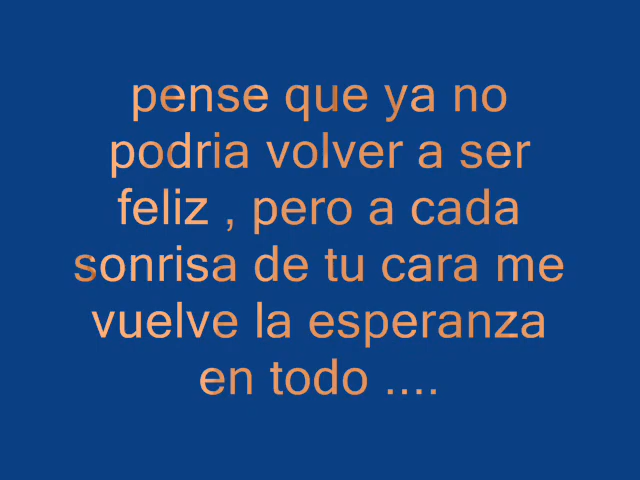 pense que ya no
podria volver a ser
feliz , pero a cada
sonrisa de tu cara me
vuelve la esperanza
en todo ....